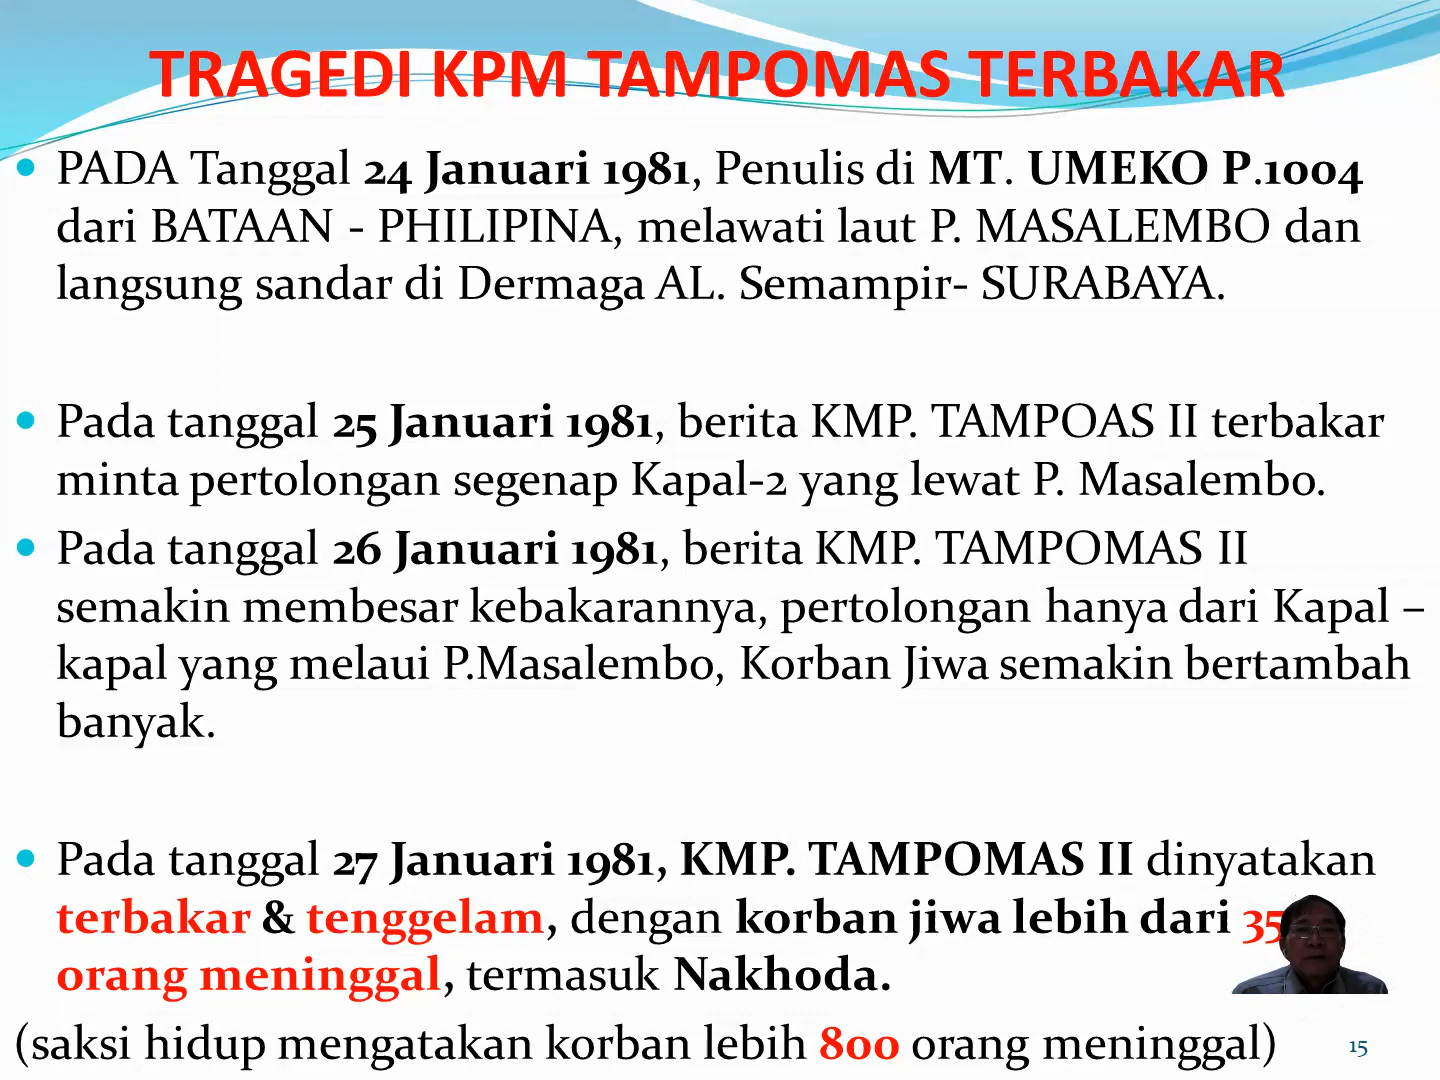 TRAGEDI KPM TAMPOMAS TERBAKAR
• PADA Tanggal 24 Januari 1981, Penulis di MT. UMEKO P.1004
dari BATAAN - PHILIPINA, melawati laut P. MASALEMBO dan
langsung sandar di Dermaga AL. Semampir- SURABAYA.
• Pada tanggal 25 Januari 1981, berita KMP. TAMPOAS II terbakar
minta pertolongan segenap Kapal-2 yang lewat P. Masalembo.
• Pada tanggal 26 Januari 1981, berita KMP. TAMPOMAS II
semakin membesar kebakarannya, pertolongan hanya dari Kapal –
kapal yang melaui P.Masalembo, Korban Jiwa semakin bertambah
banyak.
• Pada tanggal 27 Januari 1981, KMP. TAMPOMAS II dinyatakan
terbakar & tenggelam, dengan korban jiwa lebih dari
orang meninggal, termasuk Nakhoda.
(saksi hidup mengatakan korban lebih 800 orang meninggal)
15